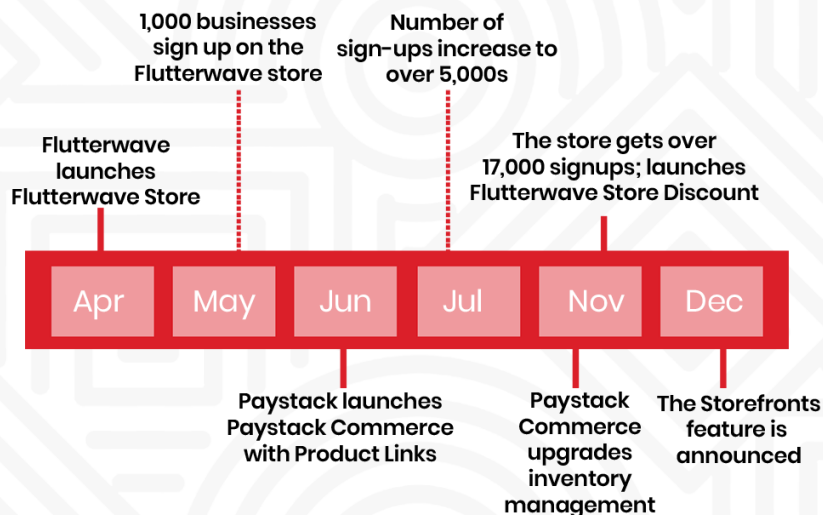 1,000 businesses
sign up on the
Flutterwave store
Number of
sign-ups increase to
over 5,000s
Flutterwave
launches
Flutterwave Store
The store gets over
17,000 signups; launches
Flutterwave Store Discount
Apr
May
Jun
Jul
Nov
Dec
Paystack launches
Paystack Commerce
with Product Links
Paystack
Commerce
upgrades
inventory
management
The Storefronts
feature is
announced